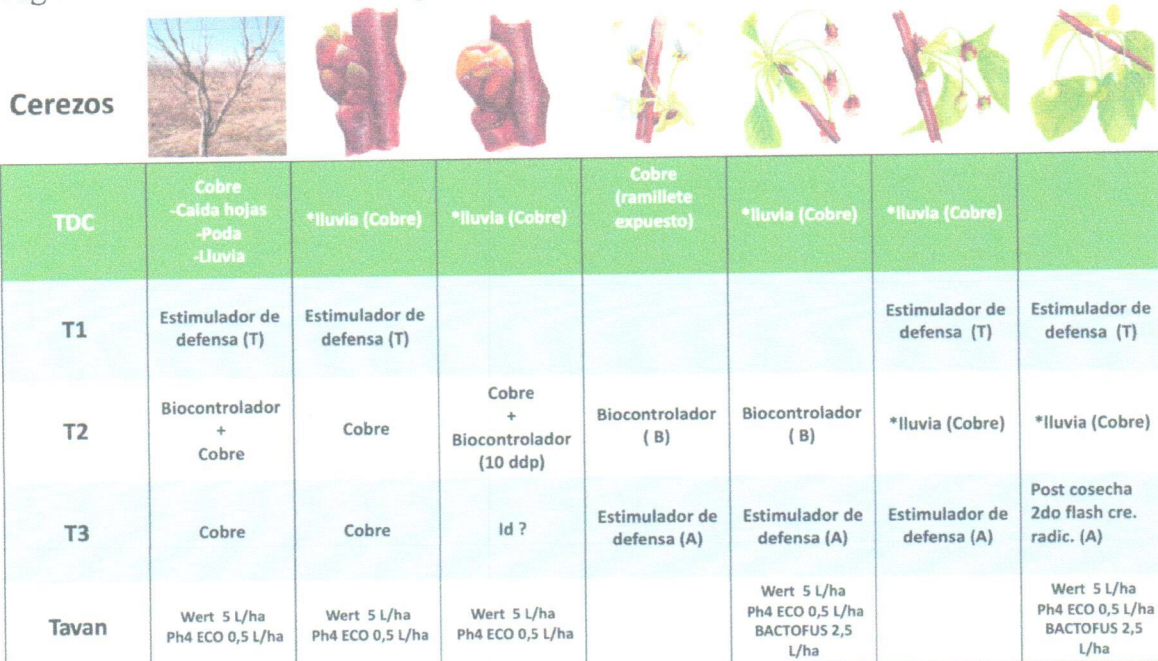 Cerezos
TDC
Cobre
-Caida hojas
-Poda
-Lluvia
*lluvia (Cobre)
*lluvia (Cobre)
Cobre
(ramillete
expuesto)
*lluvia (Cobre)
*lluvia (Cobre)
T1
Estimulador de
defensa (T)
Estimulador de
defensa (T)
Estimulador de
defensa (T)
Estimulador de
defensa (T)
T2
Biocontrolador
+
Cobre
Cobre
Cobre
+
Biocontrolador
(10 ddp)
Biocontrolador
( B)
Biocontrolador
( B)
*lluvia (Cobre)
*lluvia (Cobre)
T3
Cobre
Cobre
Id ?
Estimulador de
defensa (A)
Estimulador de
defensa (A)
Estimulador de
defensa (A)
Post cosecha
2do flash cre.
radic. (A)
Tavan
Wert 5 L/ha
Ph4 ECO 0,5 L/ha
Wert 5 L/ha
Ph4 ECO 0,5 L/ha
Wert 5 L/ha
Ph4 ECO 0,5 L/ha
Wert 5 L/ha
Ph4 ECO 0,5 L/ha
BACTOFUS 2,5
L/ha
Wert 5 L/ha
Ph4 ECO 0,5 L/ha
BACTOFUS 2,5
L/ha